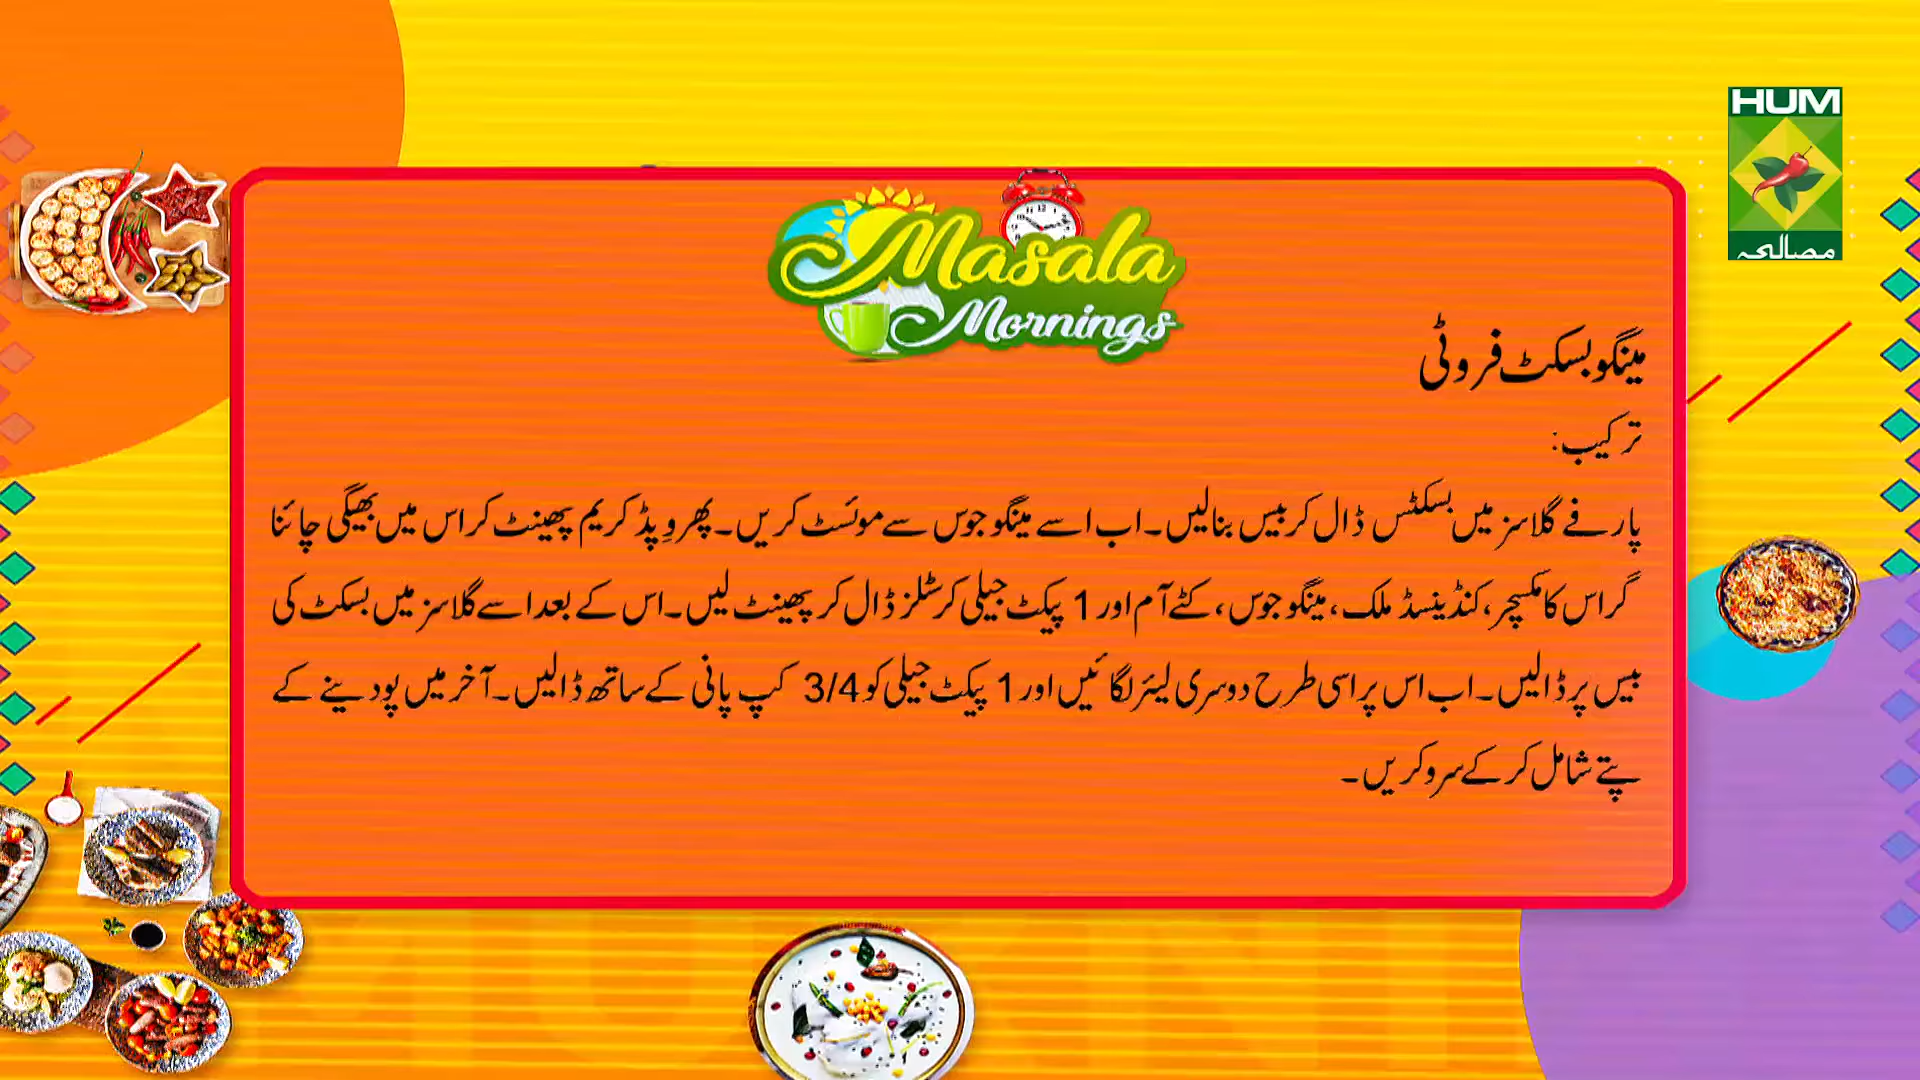 HUM
مصالحہ
Masala
Mornings
مینگو بسکٹ فروٹی
ترکیب:
پارفے گلاسز میں بسکٹس ڈال کر بیس بنالیں۔ اب اسے مینگو جوس سے موئسٹ کریں۔ پھر وِپڈ کریم پھینٹ کر اس میں بھیگی چائنا
گراس کا مکسچر، کنڈینسڈ ملک، مینگو جوس، کٹے آم اور 1 پیکٹ جیلی کرسٹلز ڈال کر پھینٹ لیں۔ اس کے بعد اسے گلاسز میں بسکٹ کی
بیس پر ڈالیں۔ اب اس پر اسی طرح دوسری لیئر لگائیں اور 1 پیکٹ جیلی کو 3/4 کپ پانی کے ساتھ ڈالیں۔ آخر میں پودینے کے
پتے شامل کر کے سرو کریں۔